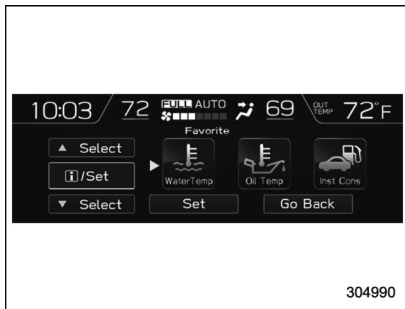 10:03 72 FULL AUTO 69 OUT TEMP 72°F
Favorite
▲ Select
i/Set
▼ Select
WaterTemp Oil Temp Inst Cons
Set Go Back
304990